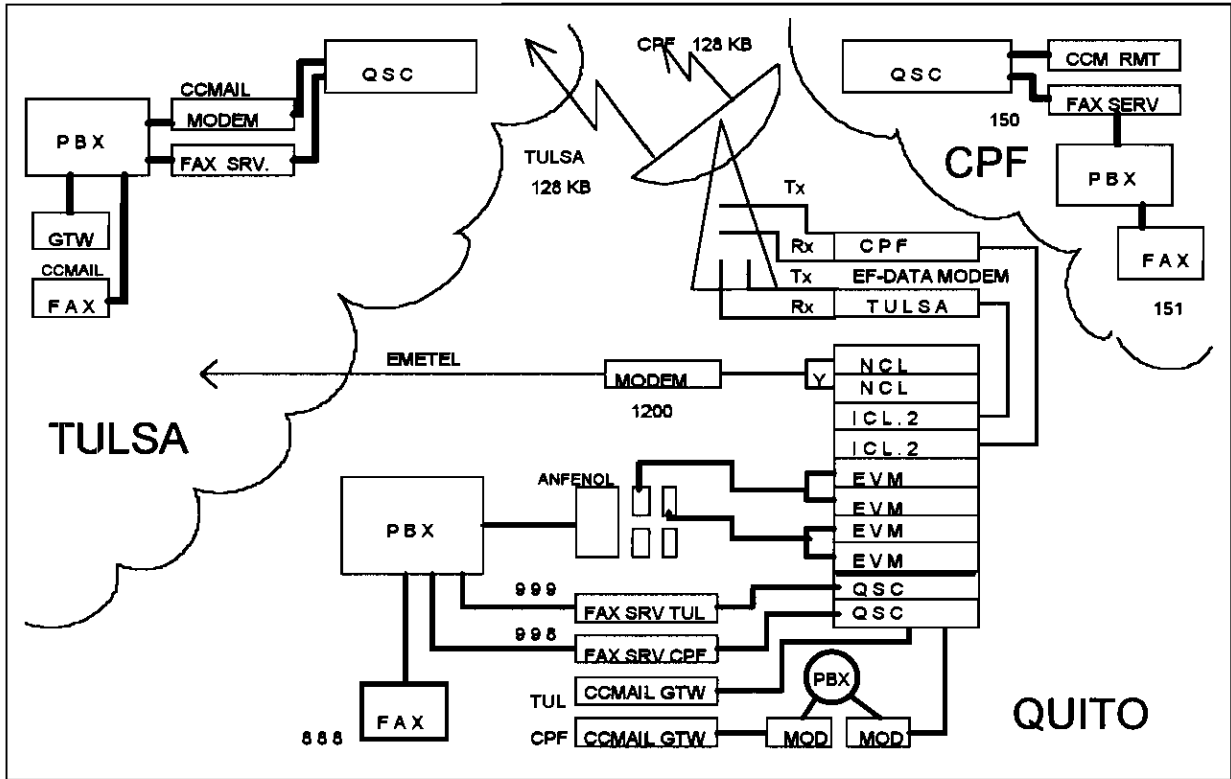 CCMAIL
MODEM
QSC
PBX
FAX SRV.
GTW
CCMAIL
FAX
TULSA
CPF 128 KB
TULSA
128 KB
QSC
CCM RMT
FAX SERV
150
CPF
PBX
FAX
151
Tx
Rx
CPF
Tx
EF-DATA MODEM
Rx
TULSA
EMETEL
MODEM
1200
Y
NCL
NCL
ICL.2
ICL.2
EVM
EVM
EVM
EVM
QSC
QSC
ANFENOL
PBX
999
FAX SRV TUL
998
FAX SRV CPF
TUL
CCMAIL GTW
CPF
CCMAIL GTW
PBX
MOD
MOD
888
FAX
QUITO